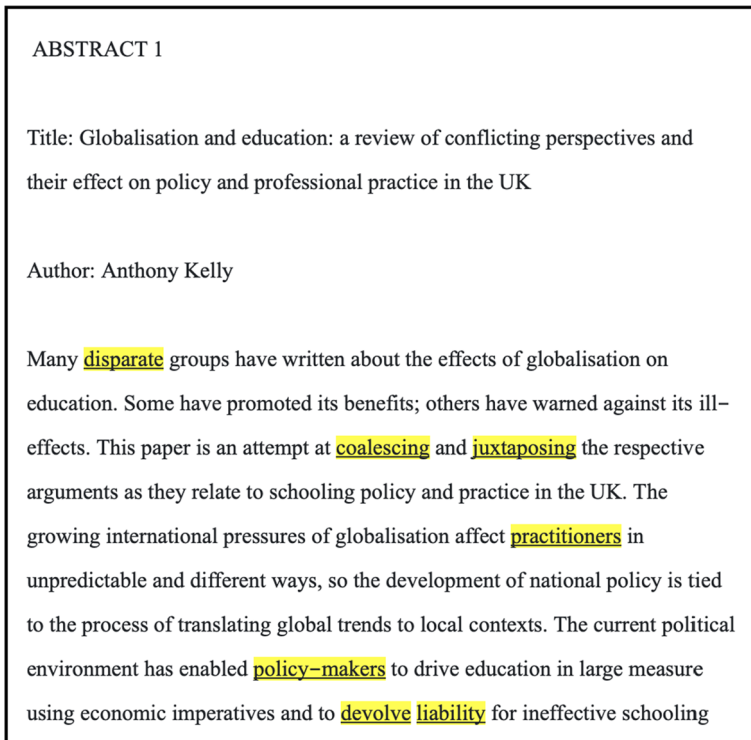 ABSTRACT 1
Title: Globalisation and education: a review of conflicting perspectives and
their effect on policy and professional practice in the UK
Author: Anthony Kelly
Many disparate groups have written about the effects of globalisation on
education. Some have promoted its benefits; others have warned against its ill–
effects. This paper is an attempt at coalescing and juxtaposing the respective
arguments as they relate to schooling policy and practice in the UK. The
growing international pressures of globalisation affect practitioners in
unpredictable and different ways, so the development of national policy is tied
to the process of translating global trends to local contexts. The current political
environment has enabled policy–makers to drive education in large measure
using economic imperatives and to devolve liability for ineffective schooling